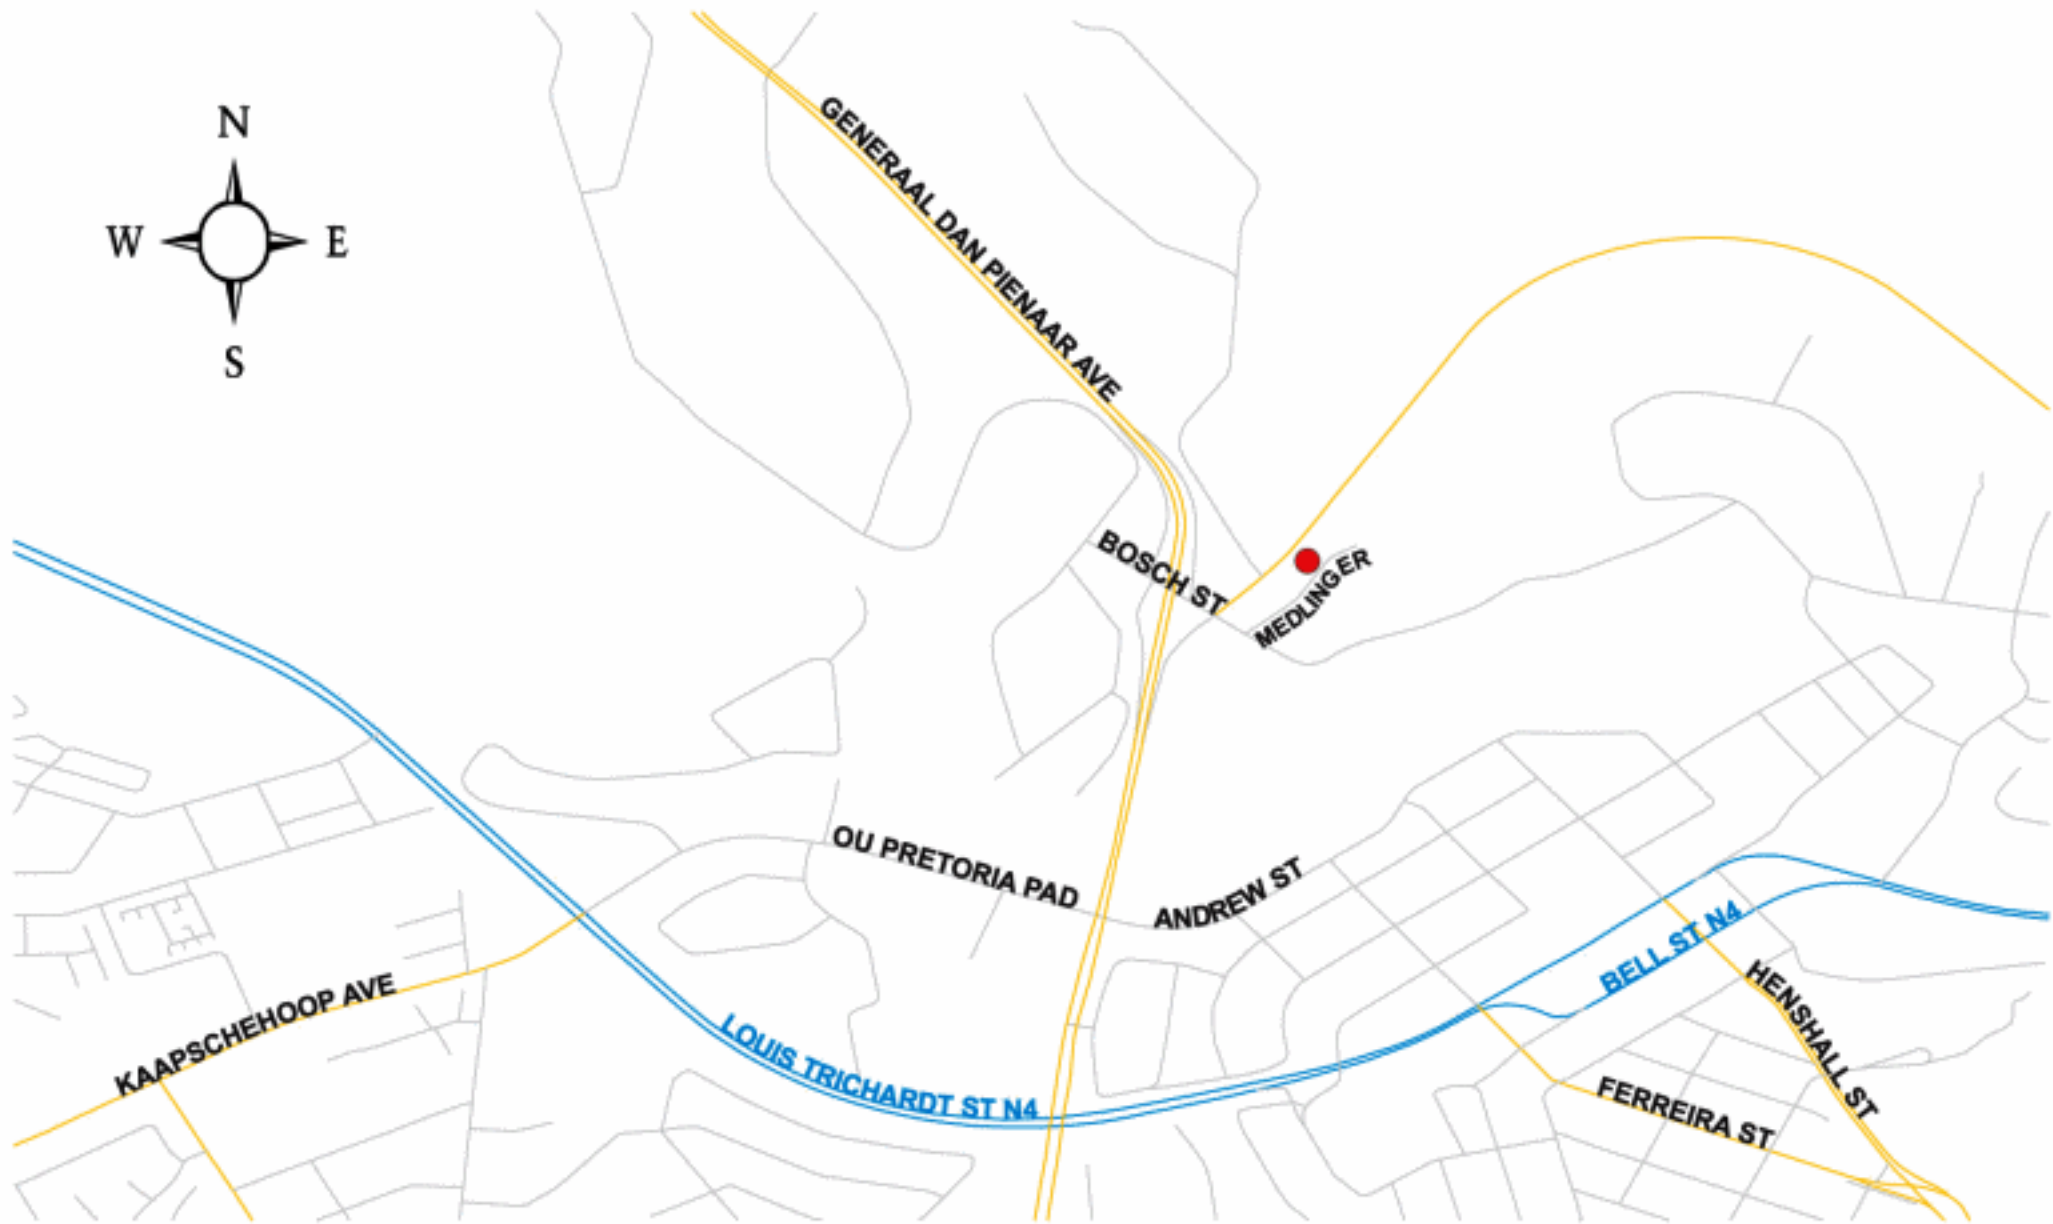 N
W E
S
GENERAAL DAN PIENAAR AVE
BOSCH ST
MEDLINGER
OU PRETORIA PAD
ANDREW ST
BELL ST N4
KAAPSCHEHOOP AVE
LOUIS TRICHARDT ST N4
HENSHALL ST
FERREIRA ST